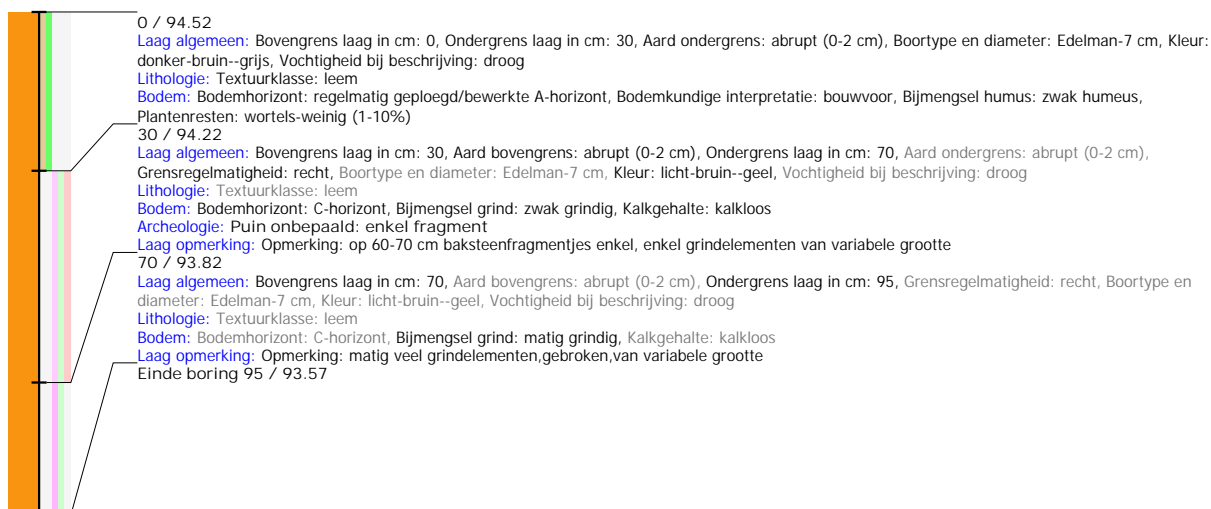 0 / 94.52
Laag algemeen: Bovengrens laag in cm: 0, Ondergrens laag in cm: 30, Aard ondergrens: abrupt (0-2 cm), Boortype en diameter: Edelman-7 cm, Kleur:
donker-bruin--grijs, Vochtigheid bij beschrijving: droog
Lithologie: Textuurklasse: leem
Bodem: Bodemhorizont: regelmatig geploegd/bewerkte A-horizont, Bodemkundige interpretatie: bouwvoor, Bijmengsel humus: zwak humeus,
Plantenresten: wortels-weinig (1-10%)
30 / 94.22
Laag algemeen: Bovengrens laag in cm: 30, Aard bovengrens: abrupt (0-2 cm), Ondergrens laag in cm: 70, Aard ondergrens: abrupt (0-2 cm),
Grensregelmatigheid: recht, Boortype en diameter: Edelman-7 cm, Kleur: licht-bruin--geel, Vochtigheid bij beschrijving: droog
Lithologie: Textuurklasse: leem
Bodem: Bodemhorizont: C-horizont, Bijmengsel grind: zwak grindig, Kalkgehalte: kalkloos
Archeologie: Puin onbepaald: enkel fragment
Laag opmerking: Opmerking: op 60-70 cm baksteenfragmentjes enkel, enkel grindelementen van variabele grootte
70 / 93.82
Laag algemeen: Bovengrens laag in cm: 70, Aard bovengrens: abrupt (0-2 cm), Ondergrens laag in cm: 95, Grensregelmatigheid: recht, Boortype en
diameter: Edelman-7 cm, Kleur: licht-bruin--geel, Vochtigheid bij beschrijving: droog
Lithologie: Textuurklasse: leem
Bodem: Bodemhorizont: C-horizont, Bijmengsel grind: matig grindig, Kalkgehalte: kalkloos
Laag opmerking: Opmerking: matig veel grindelementen,gebroken,van variabele grootte
Einde boring 95 / 93.57